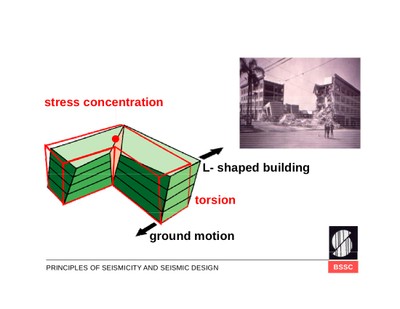 stress concentration
L- shaped building
torsion
ground motion
PRINCIPLES OF SEISMICITY AND SEISMIC DESIGN
BSSC